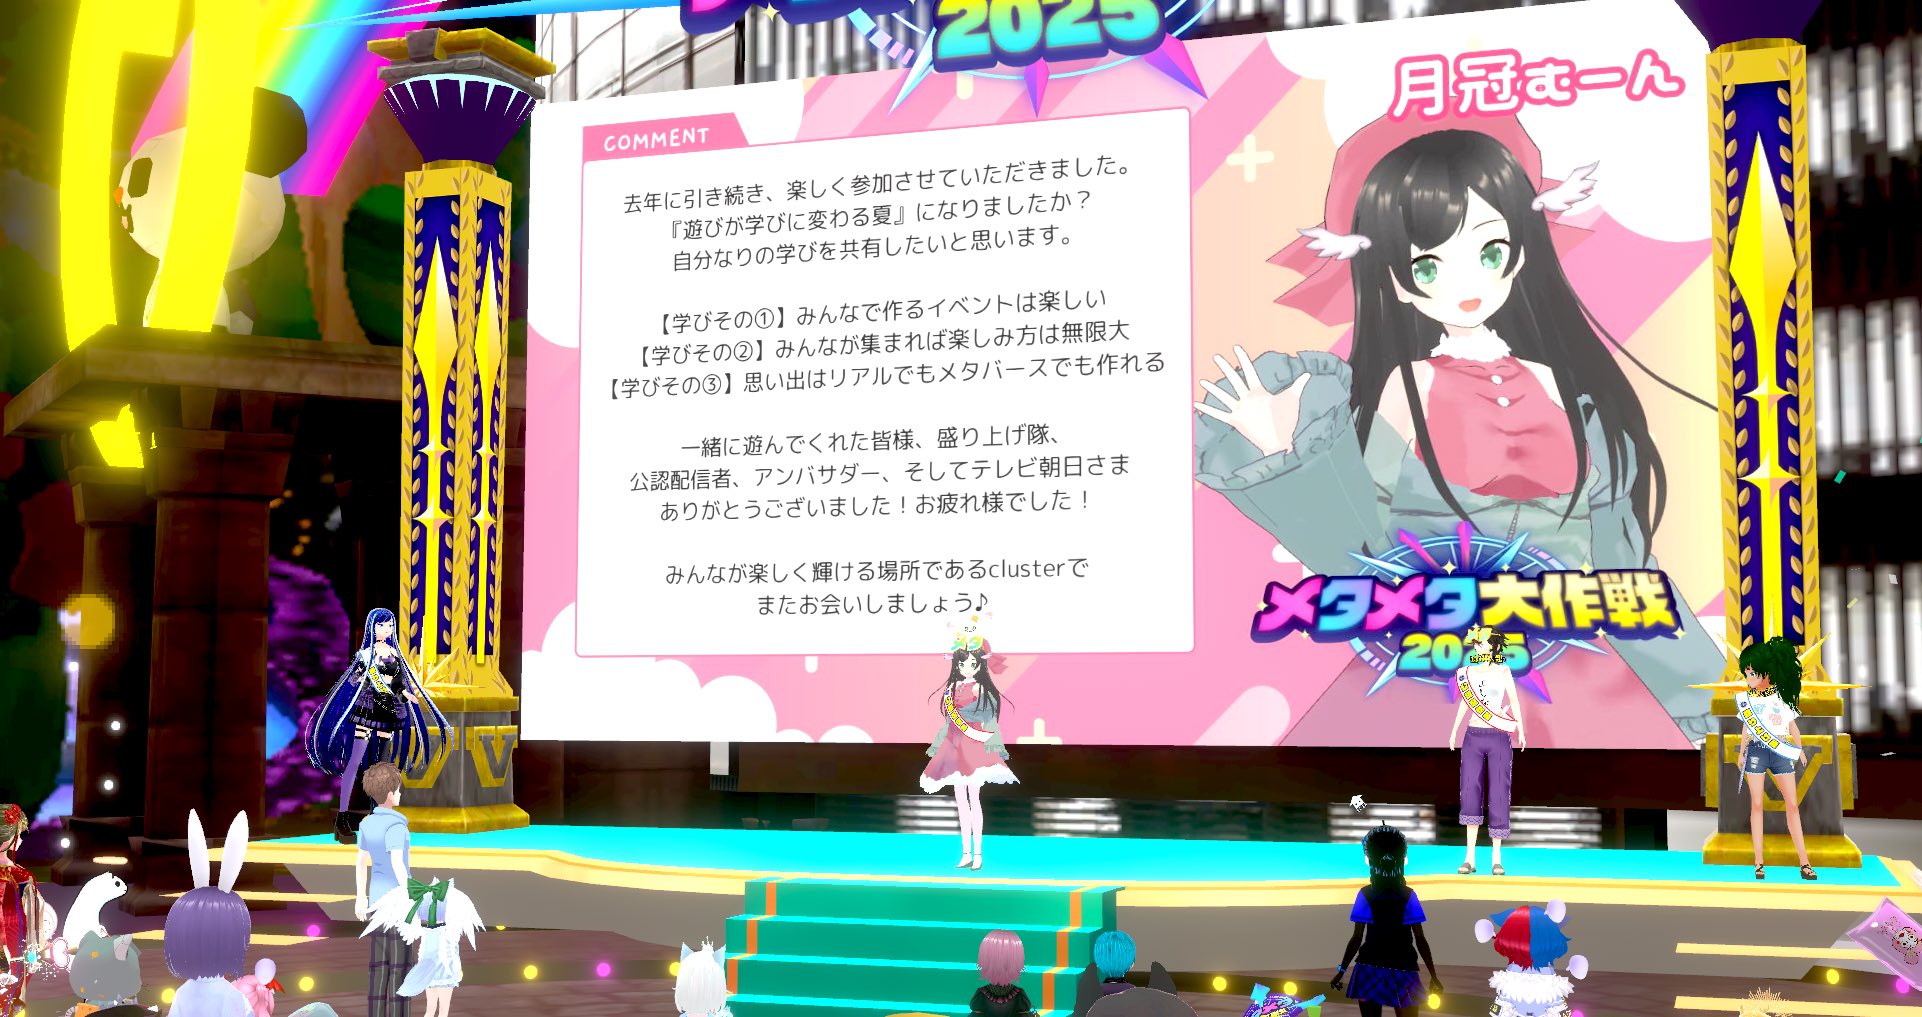 2025
月冠むーん
COMMENT
去年に引き続き、楽しく参加させていただきました。
『遊びが学びに変わる夏』になりましたか？
自分なりの学びを共有したいと思います。
【学びその①】みんなで作るイベントは楽しい
【学びその②】みんなが集まれば楽しみ方は無限大
【学びその③】思い出はリアルでもメタバースでも作れる
一緒に遊んでくれた皆様、盛り上げ隊、
公認配信者、アンバサダー、そしてテレビ朝日さま
ありがとうございました！お疲れ様でした！
みんなが楽しく輝ける場所であるclusterで
またお会いしましょう♪
メタメタ大作戦
2025